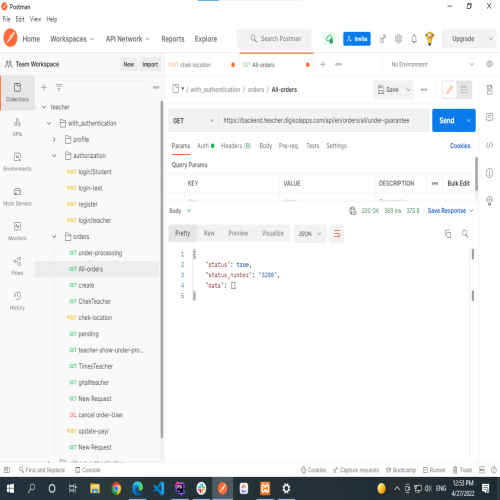 Postman
File Edit View Help
Home Workspaces API Network Reports Explore Search Postman Invite Upgrade
Team Workspace New Import POST chek-location GET All-orders No Environment
Collections
APIs
Environments
Mock Servers
Monitors
Flows
History
teacher
with_authentication
profile
authorization
POST login/Student
POST login-test
POST register
POST login/teacher
orders
GET under-processing
GET All-orders
GET create
GET ChekTeacher
POST chek-location
GET pending
GET teacher-show-under-pro...
GET TimesTeacher
GET gitallteacher
GET New Request
DEL cancel order-User
POST update-pay/
GET New Request
/ with_authentication / orders / All-orders Save
GET https://backend.teacher.digisolapps.com/api/en/orders/all/under-guarantee Send
Params Auth Headers (8) Body Pre-req. Tests Settings Cookies
Query Params
KEY VALUE DESCRIPTION Bulk Edit
Body 200 OK 369 ms 375 B Save Response
Pretty Raw Preview Visualize JSON
1 {
2 "status": true,
3 "status_number": "S200",
4 "data": []
5 }
Find and Replace Console Cookies Capture requests Bootcamp Runner Trash
ENG 12:53 PM
4/27/2022